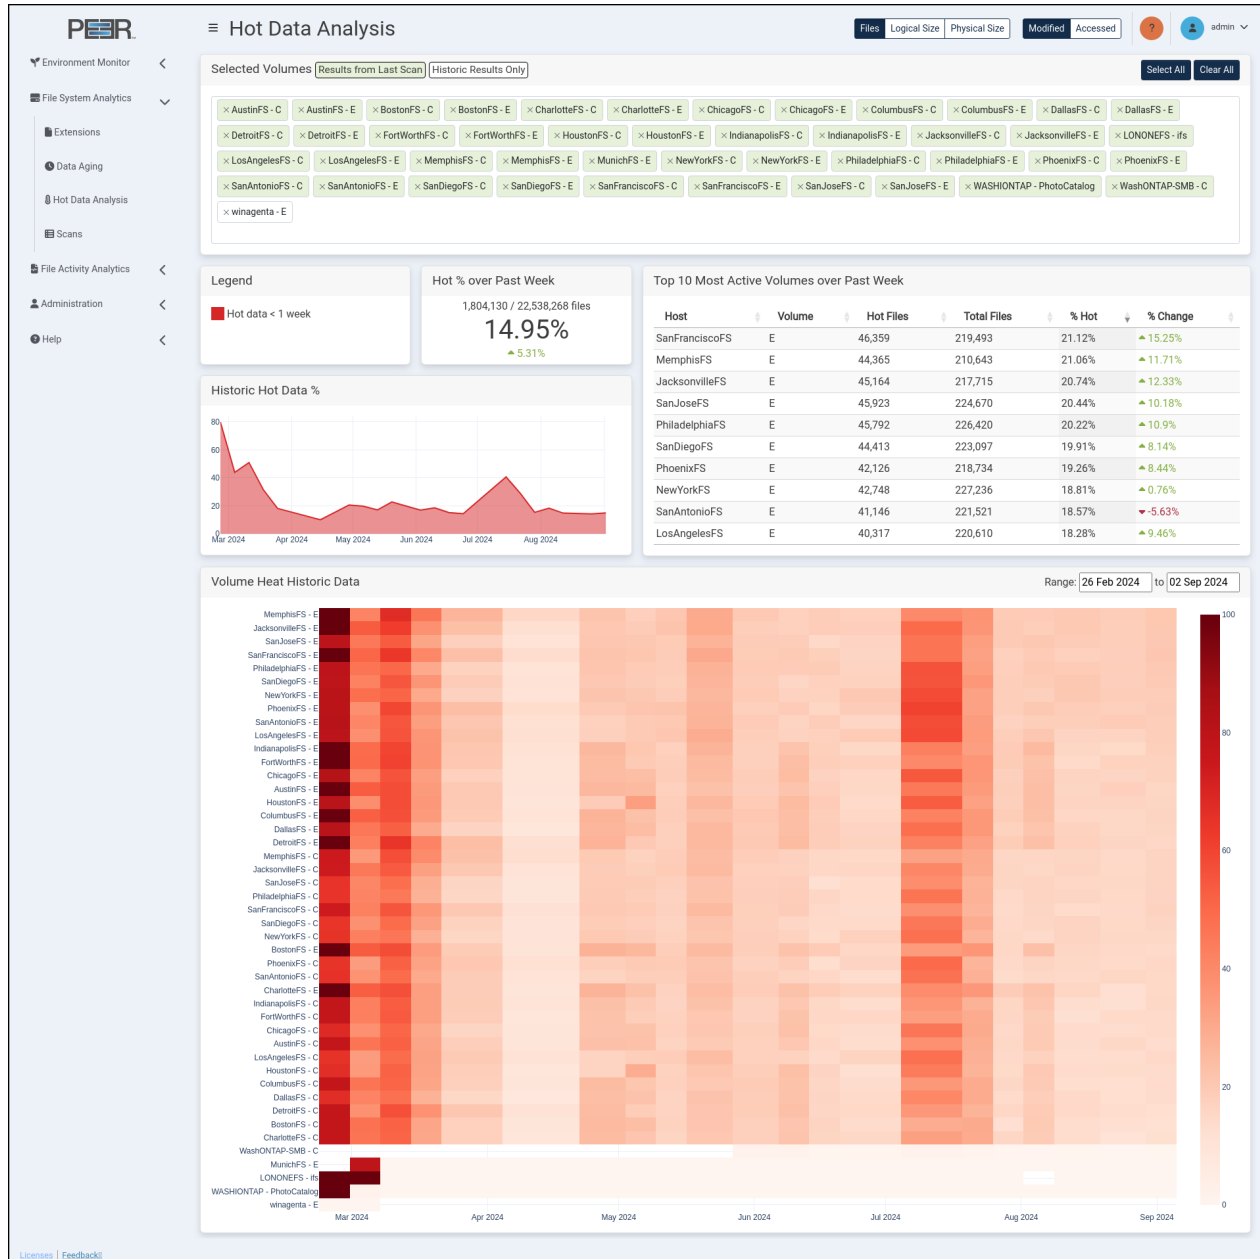 PEER
≡ Hot Data Analysis
Files Logical Size Physical Size Modified Accessed ? admin
Environment Monitor
File System Analytics
Extensions
Data Aging
Hot Data Analysis
Scans
File Activity Analytics
Administration
Help
Selected Volumes Results from Last Scan Historic Results Only Select All Clear All
× AustinFS - C × AustinFS - E × BostonFS - C × BostonFS - E × CharlotteFS - C × CharlotteFS - E × ChicagoFS - C × ChicagoFS - E × ColumbusFS - C × ColumbusFS - E × DallasFS - C × DallasFS - E
× DetroitFS - C × DetroitFS - E × FortWorthFS - C × FortWorthFS - E × HoustonFS - C × HoustonFS - E × IndianapolisFS - C × IndianapolisFS - E × JacksonvilleFS - C × JacksonvilleFS - E × LONONEFS - ifs
× LosAngelesFS - C × LosAngelesFS - E × MemphisFS - C × MemphisFS - E × MunichFS - E × NewYorkFS - C × NewYorkFS - E × PhiladelphiaFS - C × PhiladelphiaFS - E × PhoenixFS - C × PhoenixFS - E
× SanAntonioFS - C × SanAntonioFS - E × SanDiegoFS - C × SanDiegoFS - E × SanFranciscoFS - C × SanFranciscoFS - E × SanJoseFS - C × SanJoseFS - E × WASHIONTAP - PhotoCatalog × WashONTAP-SMB - C
× winagenta - E
Legend
Hot data < 1 week
Hot % over Past Week
1,804,130 / 22,538,268 files
14.95%
5.31%
Historic Hot Data %
80
60
40
20
0
Mar 2024 Apr 2024 May 2024 Jun 2024 Jul 2024 Aug 2024
Top 10 Most Active Volumes over Past Week
Host Volume Hot Files Total Files % Hot % Change
SanFranciscoFS E 46,359 219,493 21.12% 15.25%
MemphisFS E 44,365 210,643 21.06% 11.71%
JacksonvilleFS E 45,164 217,715 20.74% 12.33%
SanJoseFS E 45,923 224,670 20.44% 10.18%
PhiladelphiaFS E 45,792 226,420 20.22% 10.9%
SanDiegoFS E 44,413 223,097 19.91% 8.14%
PhoenixFS E 42,126 218,734 19.26% 8.44%
NewYorkFS E 42,748 227,236 18.81% 0.76%
SanAntonioFS E 41,146 221,521 18.57% -5.63%
LosAngelesFS E 40,317 220,610 18.28% 9.46%
Volume Heat Historic Data Range: 26 Feb 2024 to 02 Sep 2024
MemphisFS - E
JacksonvilleFS - E
SanJoseFS - E
SanFranciscoFS - E
PhiladelphiaFS - E
SanDiegoFS - E
NewYorkFS - E
PhoenixFS - E
SanAntonioFS - E
LosAngelesFS - E
IndianapolisFS - E
FortWorthFS - E
ChicagoFS - E
AustinFS - E
HoustonFS - E
ColumbusFS - E
DallasFS - E
DetroitFS - E
MemphisFS - C
JacksonvilleFS - C
SanJoseFS - C
PhiladelphiaFS - C
SanFranciscoFS - C
SanDiegoFS - C
NewYorkFS - C
BostonFS - E
PhoenixFS - C
SanAntonioFS - C
CharlotteFS - E
IndianapolisFS - C
FortWorthFS - C
ChicagoFS - C
AustinFS - C
LosAngelesFS - C
HoustonFS - C
ColumbusFS - C
DallasFS - C
DetroitFS - C
BostonFS - C
CharlotteFS - C
WashONTAP-SMB - C
MunichFS - E
LONONEFS - ifs
WASHIONTAP - PhotoCatalog
winagenta - E
Mar 2024 Apr 2024 May 2024 Jun 2024 Jul 2024 Aug 2024 Sep 2024
100
80
60
40
20
0
Licenses | Feedback